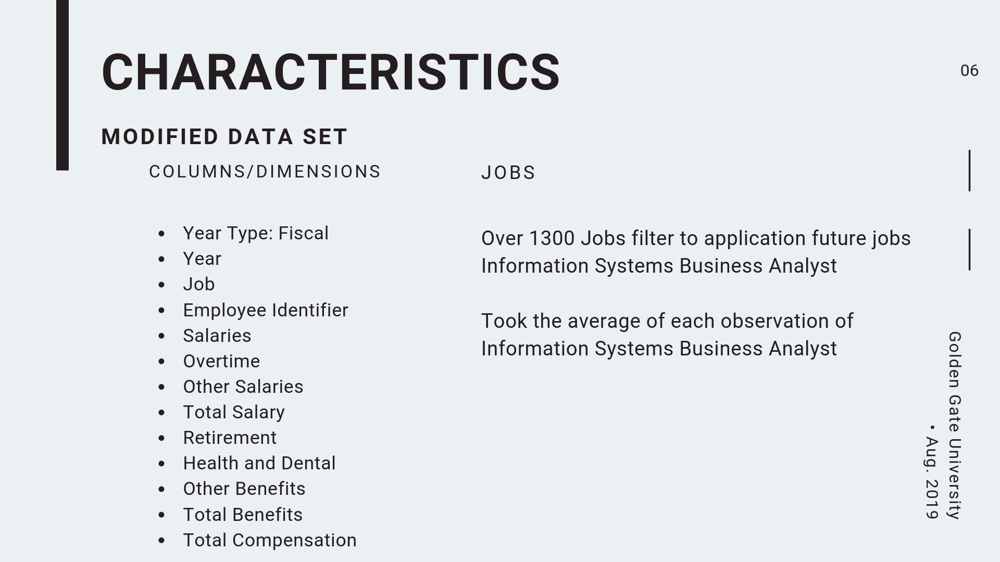 CHARACTERISTICS
06
MODIFIED DATA SET
COLUMNS/DIMENSIONS
• Year Type: Fiscal
• Year
• Job
• Employee Identifier
• Salaries
• Overtime
• Other Salaries
• Total Salary
• Retirement
• Health and Dental
• Other Benefits
• Total Benefits
• Total Compensation
JOBS
Over 1300 Jobs filter to application future jobs
Information Systems Business Analyst
Took the average of each observation of
Information Systems Business Analyst
Golden Gate University
• Aug. 2019